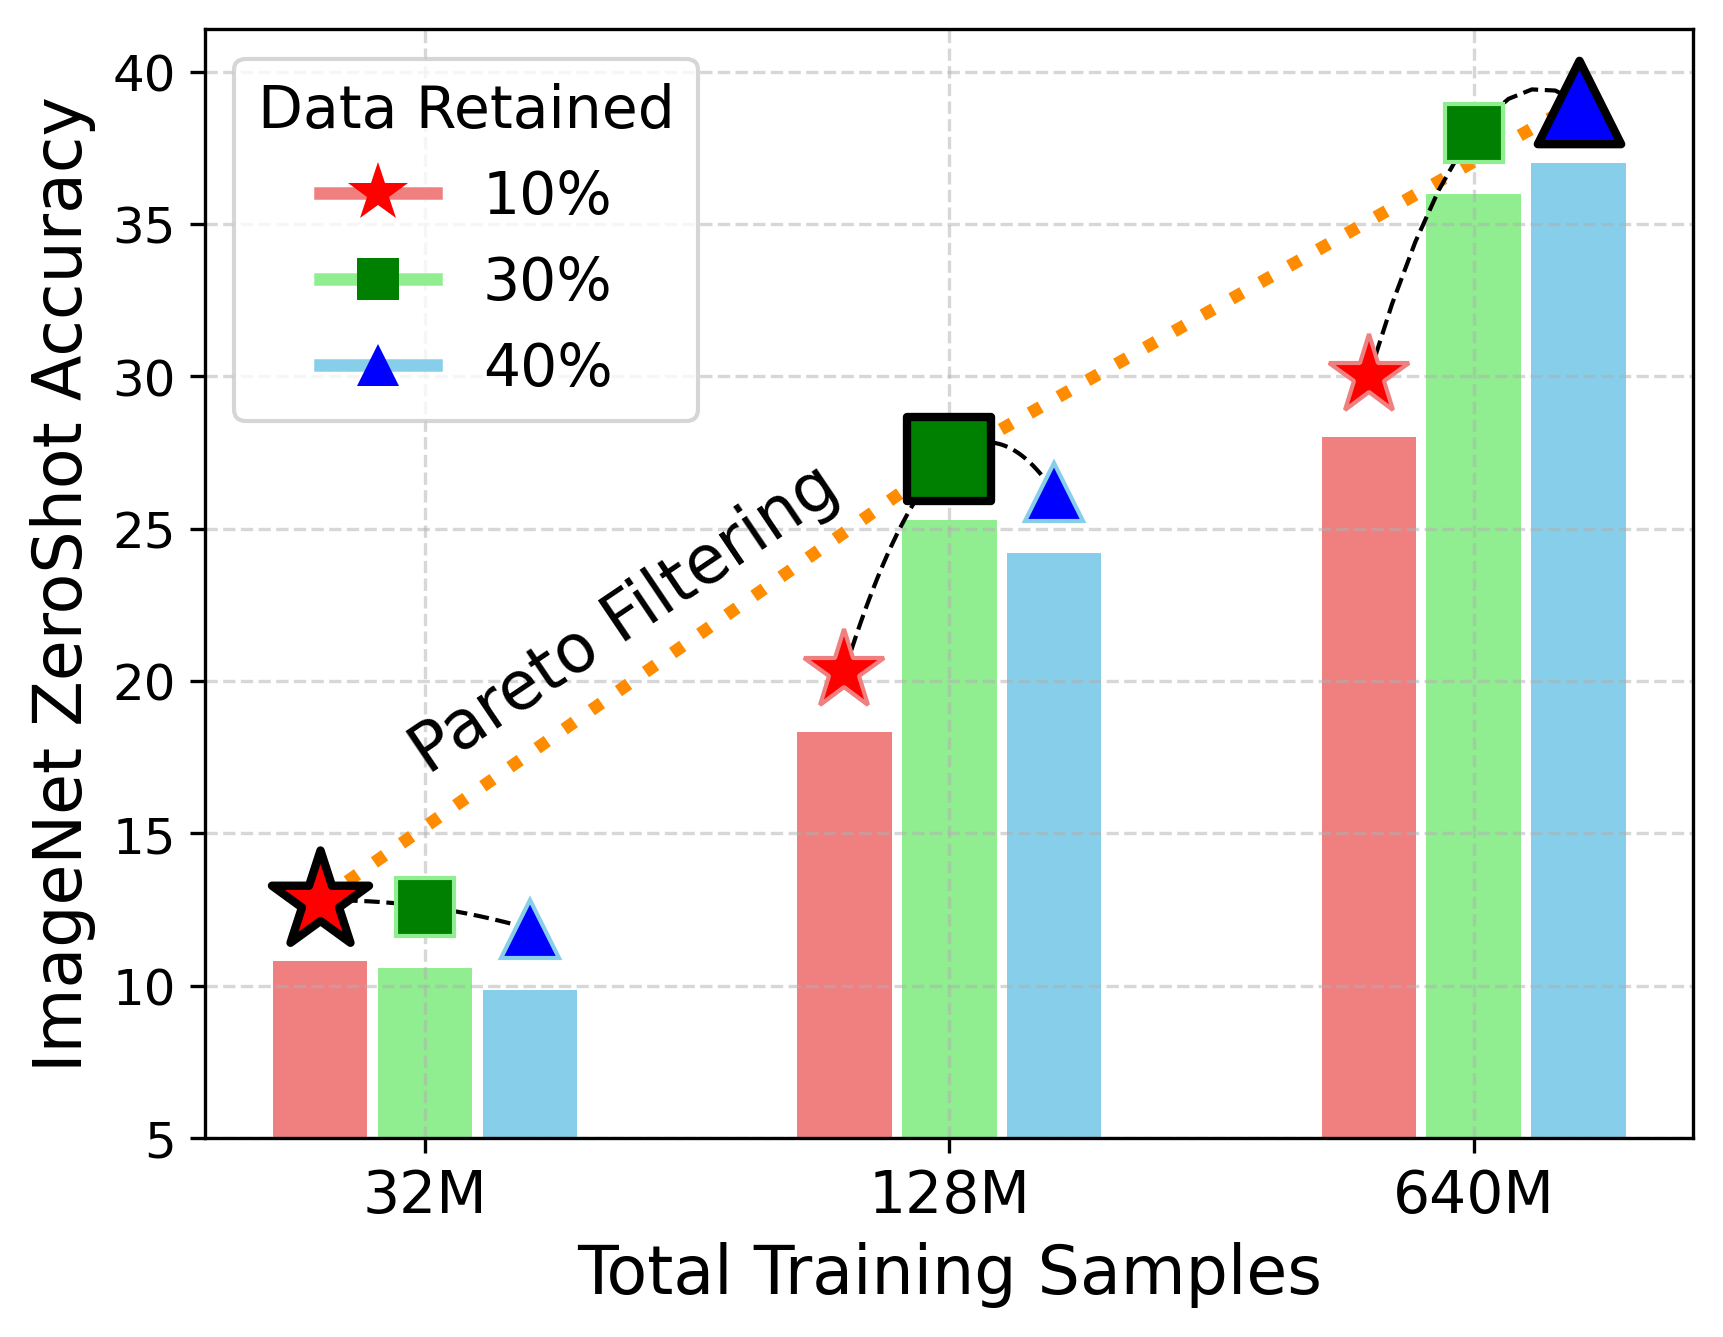 ImageNet ZeroShot Accuracy
40
35
30
25
20
15
10
5
Data Retained
10%
30%
40%
Pareto Filtering
32M
128M
640M
Total Training Samples